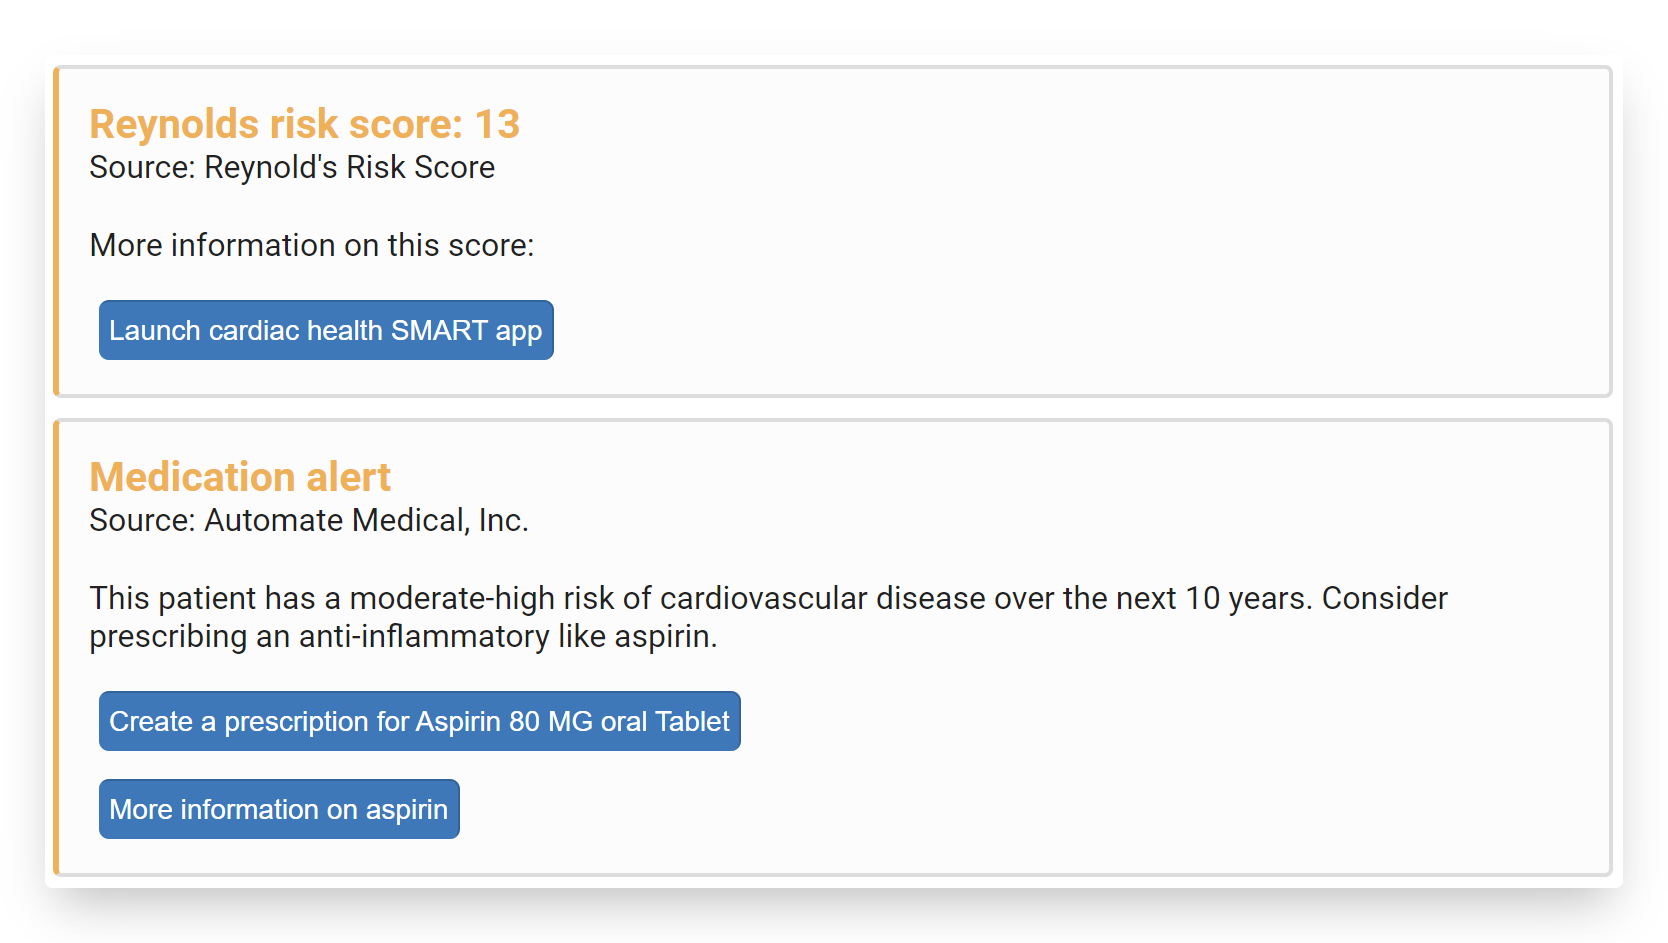 Reynolds risk score: 13
Source: Reynold's Risk Score
More information on this score:
Launch cardiac health SMART app
Medication alert
Source: Automate Medical, Inc.
This patient has a moderate-high risk of cardiovascular disease over the next 10 years. Consider
prescribing an anti-inflammatory like aspirin.
Create a prescription for Aspirin 80 MG oral Tablet
More information on aspirin